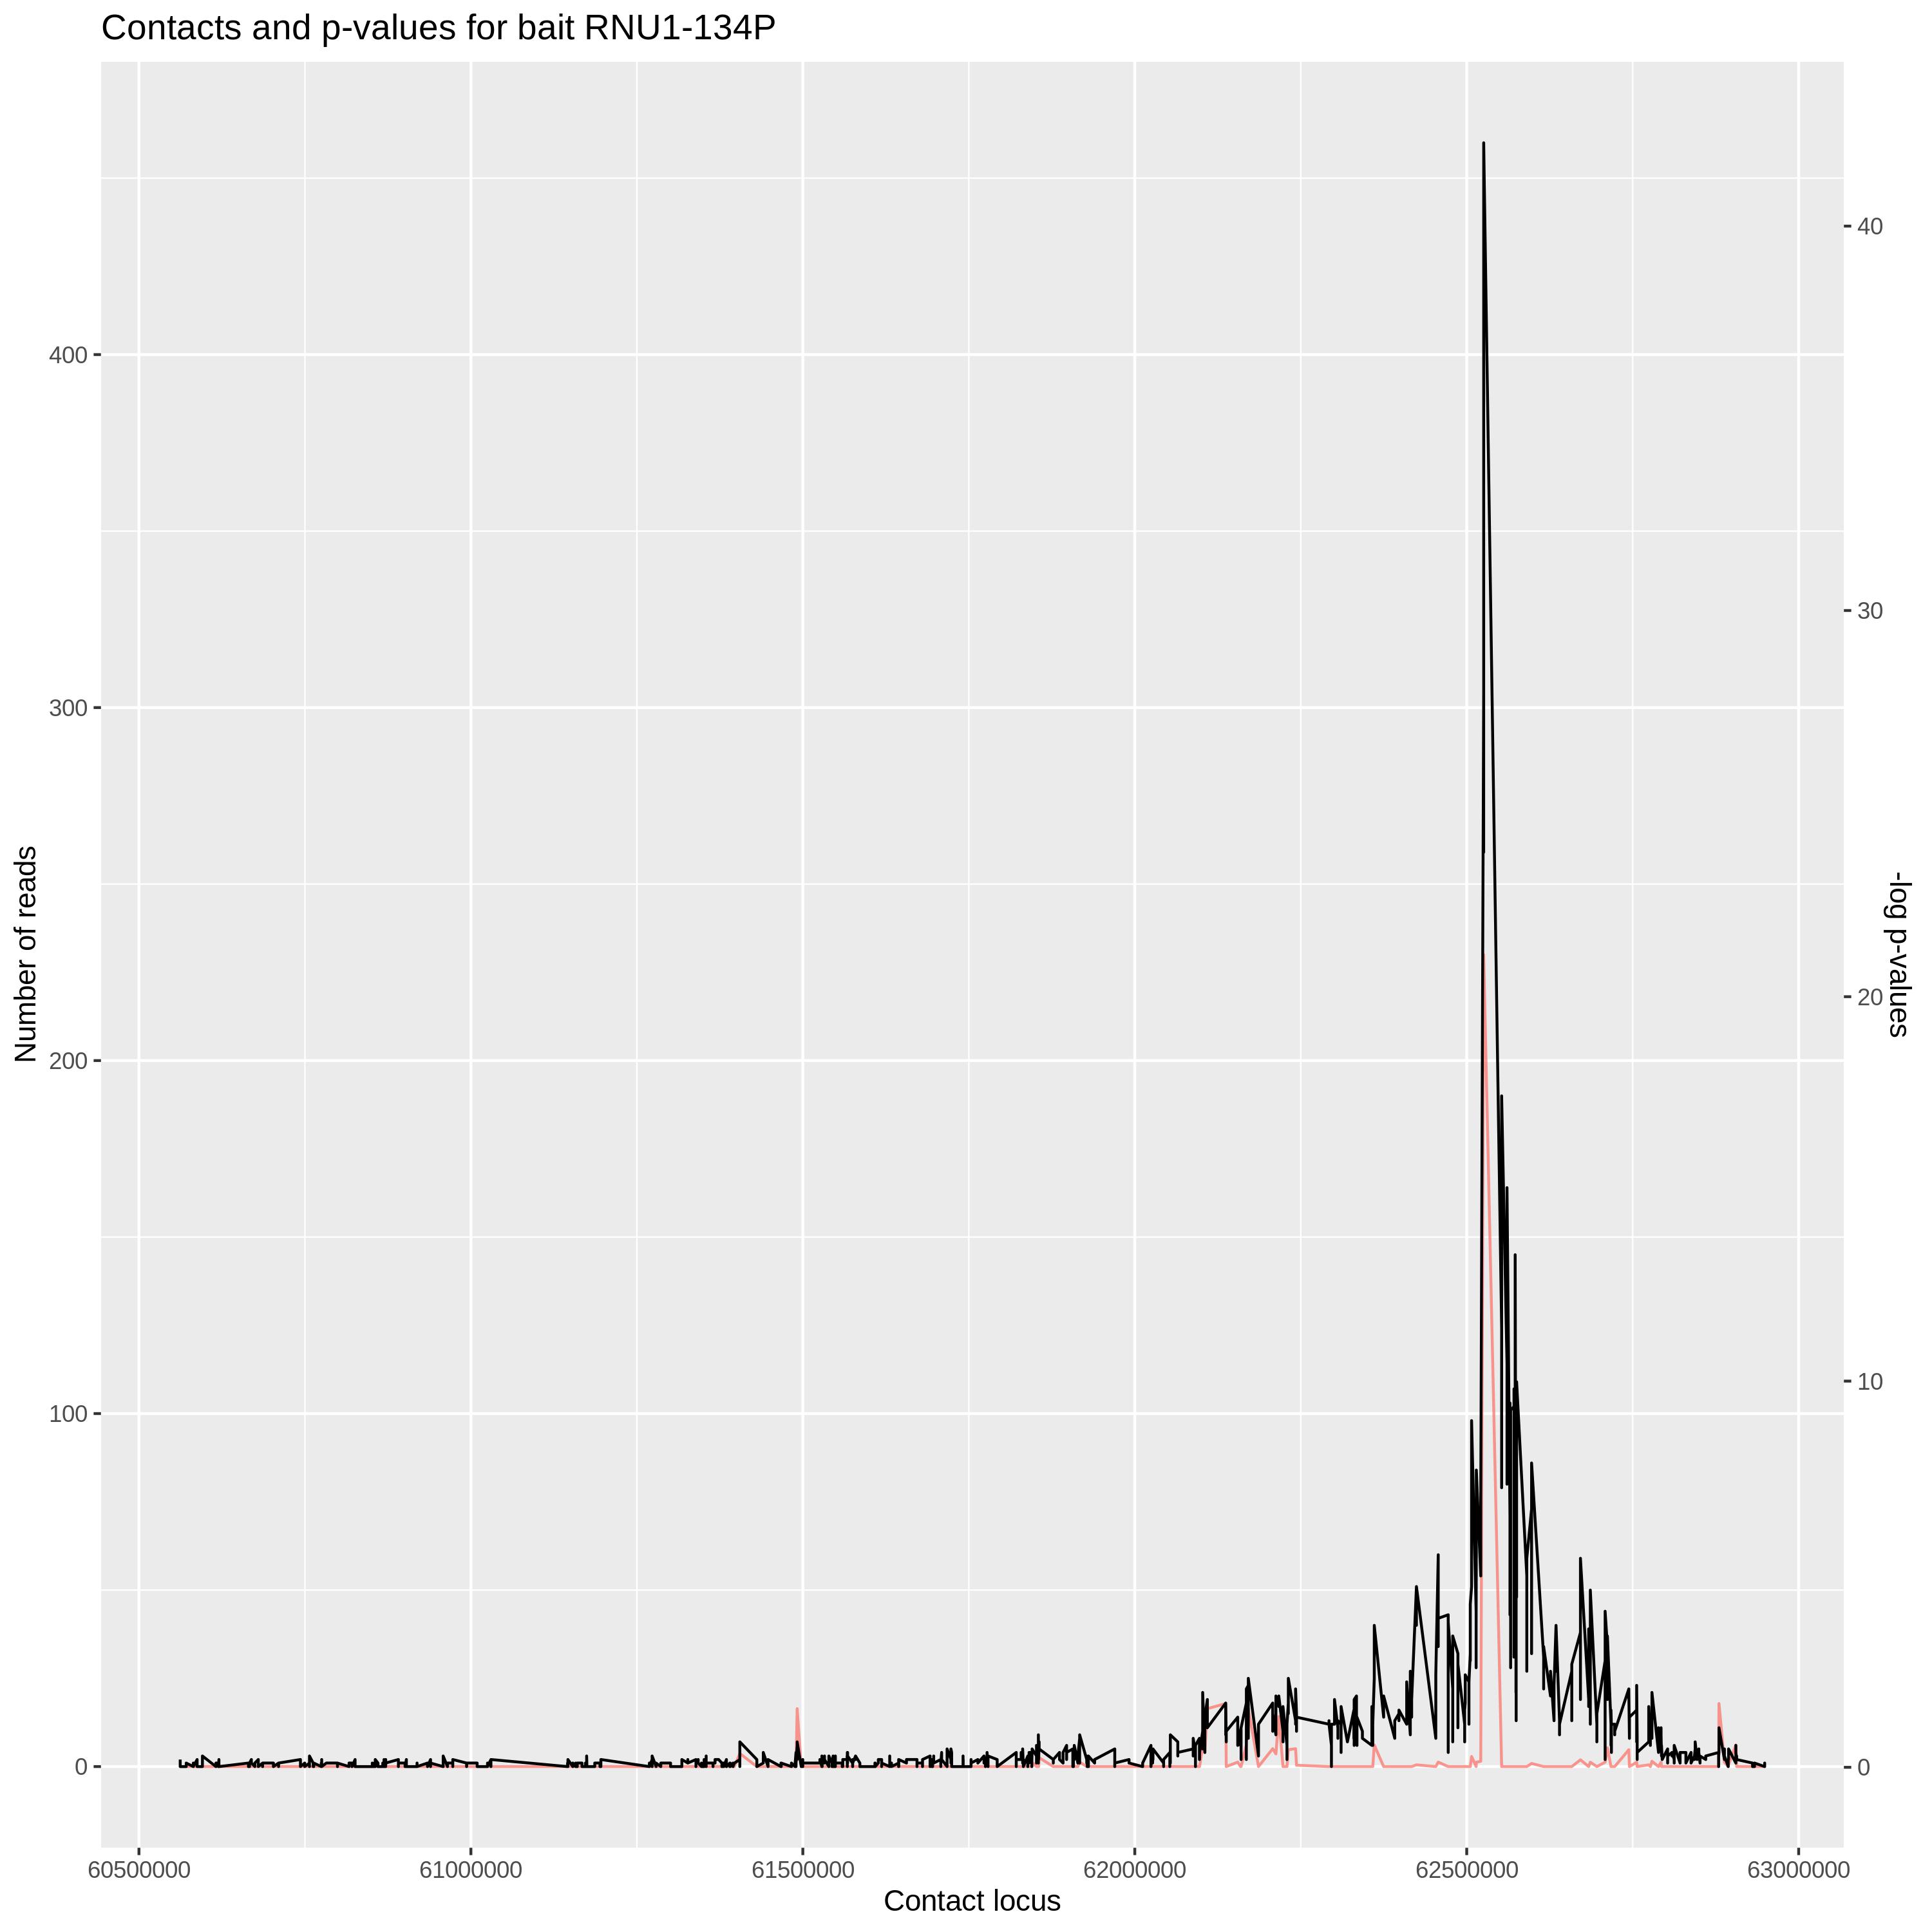 Contacts and p-values for bait RNU1-134P
Number of reads
400
300
200
100
0
40
30
20
10
0
-log p-values
60500000 61000000 61500000 62000000 62500000 63000000
Contact locus